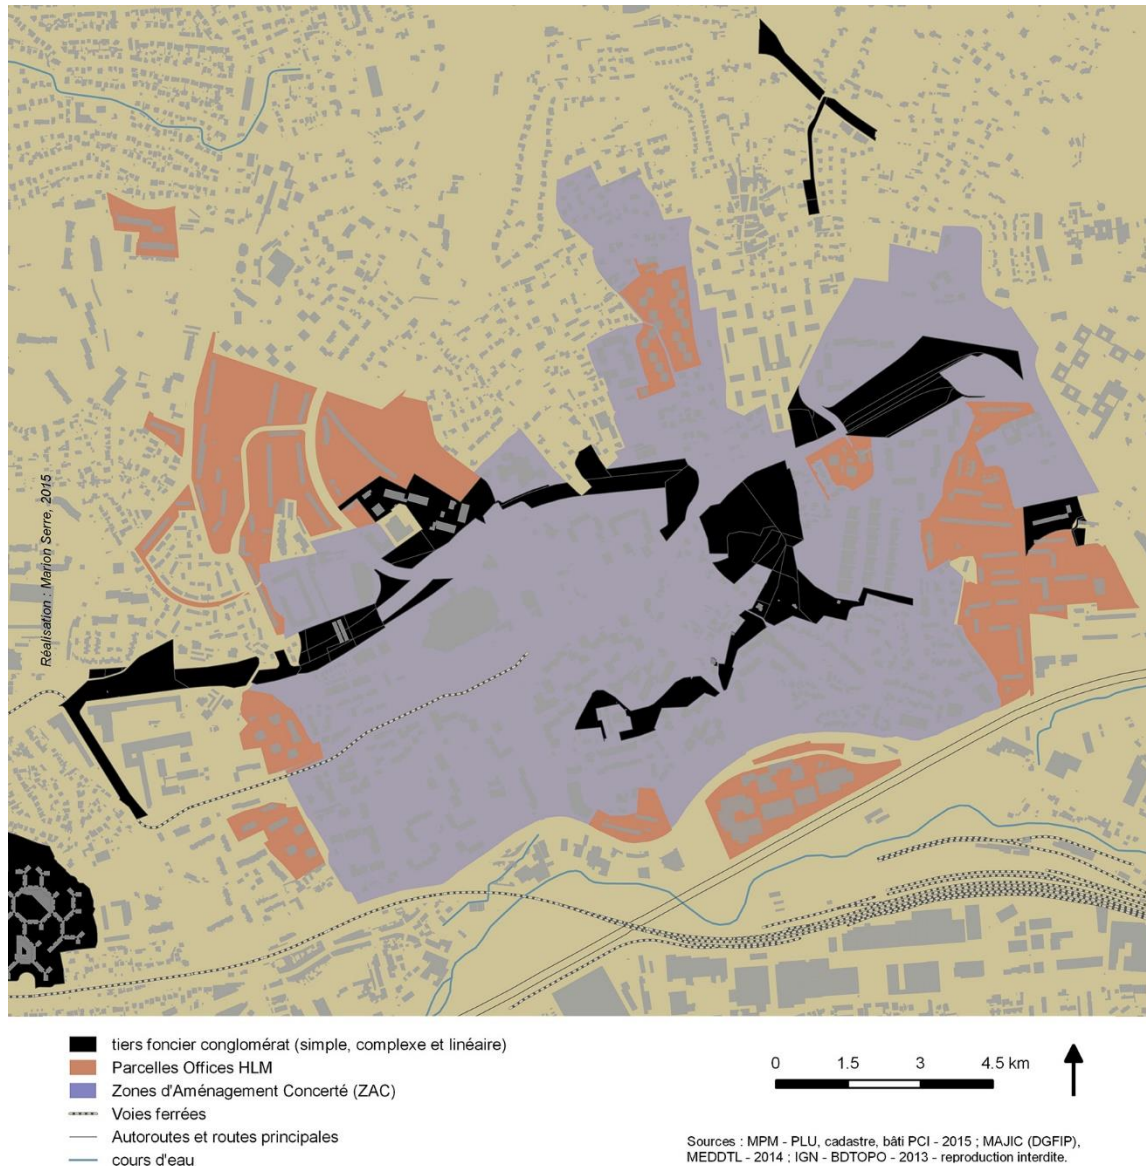 Réalisation : Marion Serre, 2015
tiers foncier conglomérat (simple, complexe et linéaire)
Parcelles Offices HLM
Zones d'Aménagement Concerté (ZAC)
Voies ferrées
Autoroutes et routes principales
cours d'eau
0 1.5 3 4.5 km
Sources : MPM - PLU, cadastre, bâti PCI - 2015 ; MAJIC (DGFIP),
MEDDTL - 2014 ; IGN - BDTOPO - 2013 - reproduction interdite.